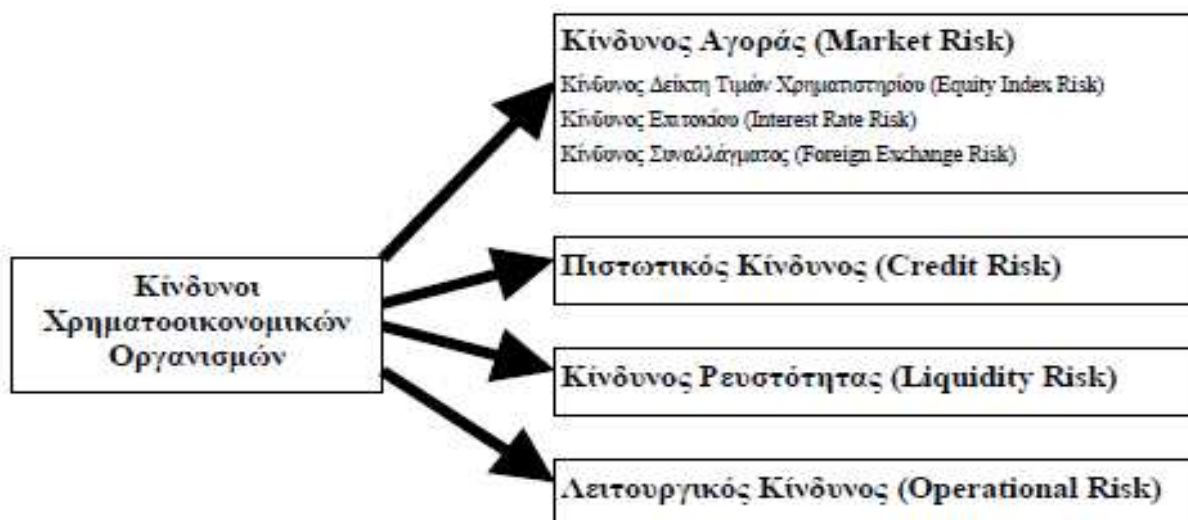 Κίνδυνος Αγοράς (Market Risk)
Κίνδυνος Δείκτη Τιμών Χρηματιστηρίου (Equity Index Risk)
Κίνδυνος Επιτοκίου (Interest Rate Risk)
Κίνδυνος Συναλλάγματος (Foreign Exchange Risk)
Κίνδυνοι
Χρηματοοικονομικών
Οργανισμών
Πιστωτικός Κίνδυνος (Credit Risk)
Κίνδυνος Ρευστότητας (Liquidity Risk)
Λειτουργικός Κίνδυνος (Operational Risk)